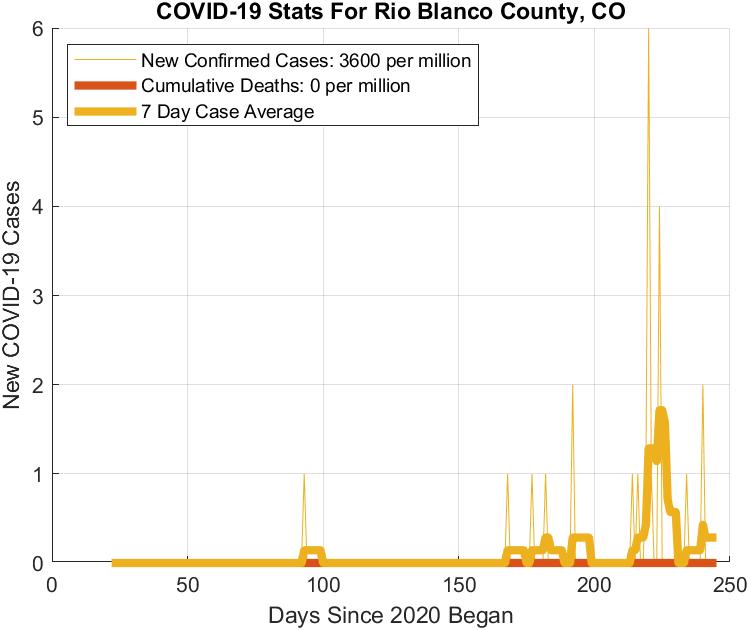 COVID-19 Stats For Rio Blanco County, CO
New Confirmed Cases: 3600 per million
Cumulative Deaths: 0 per million
7 Day Case Average
New COVID-19 Cases
6
5
4
3
2
1
0
0 50 100 150 200 250
Days Since 2020 Began